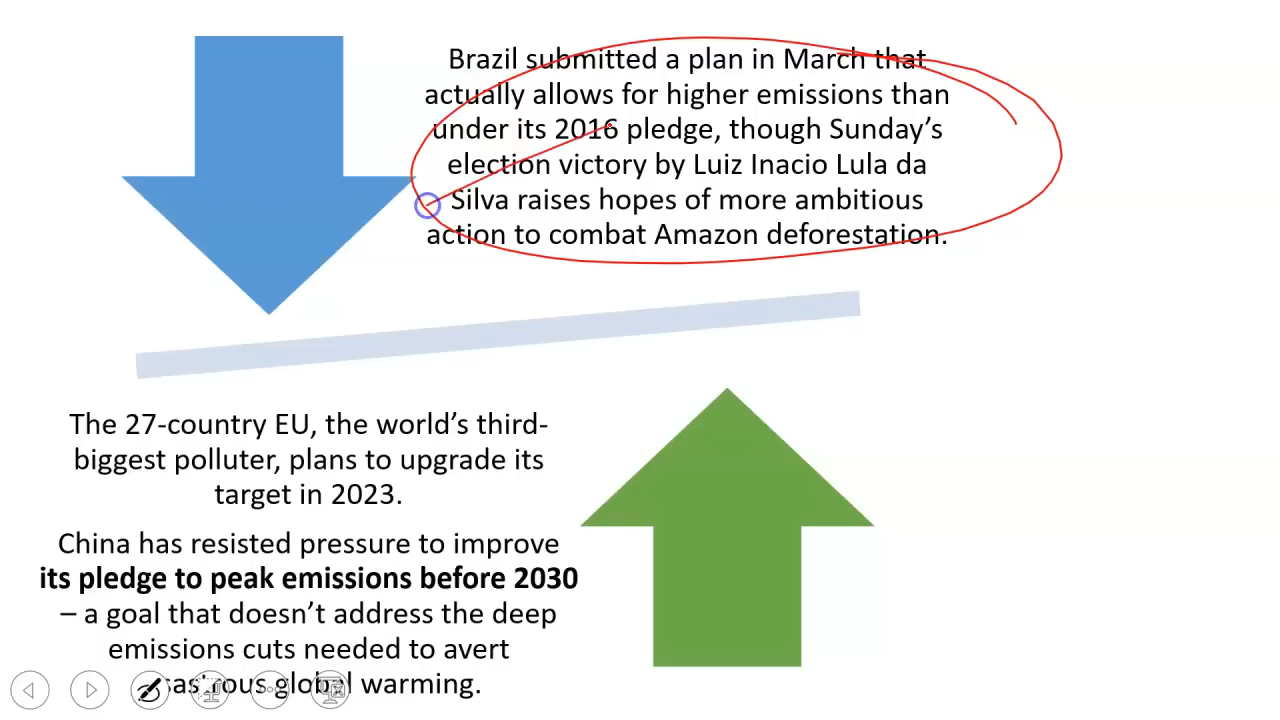 Brazil submitted a plan in March that
actually allows for higher emissions than
under its 2016 pledge, though Sunday’s
election victory by Luiz Inacio Lula da
Silva raises hopes of more ambitious
action to combat Amazon deforestation.
The 27-country EU, the world’s third-
biggest polluter, plans to upgrade its
target in 2023.
China has resisted pressure to improve
its pledge to peak emissions before 2030
– a goal that doesn’t address the deep
emissions cuts needed to avert
global warming.